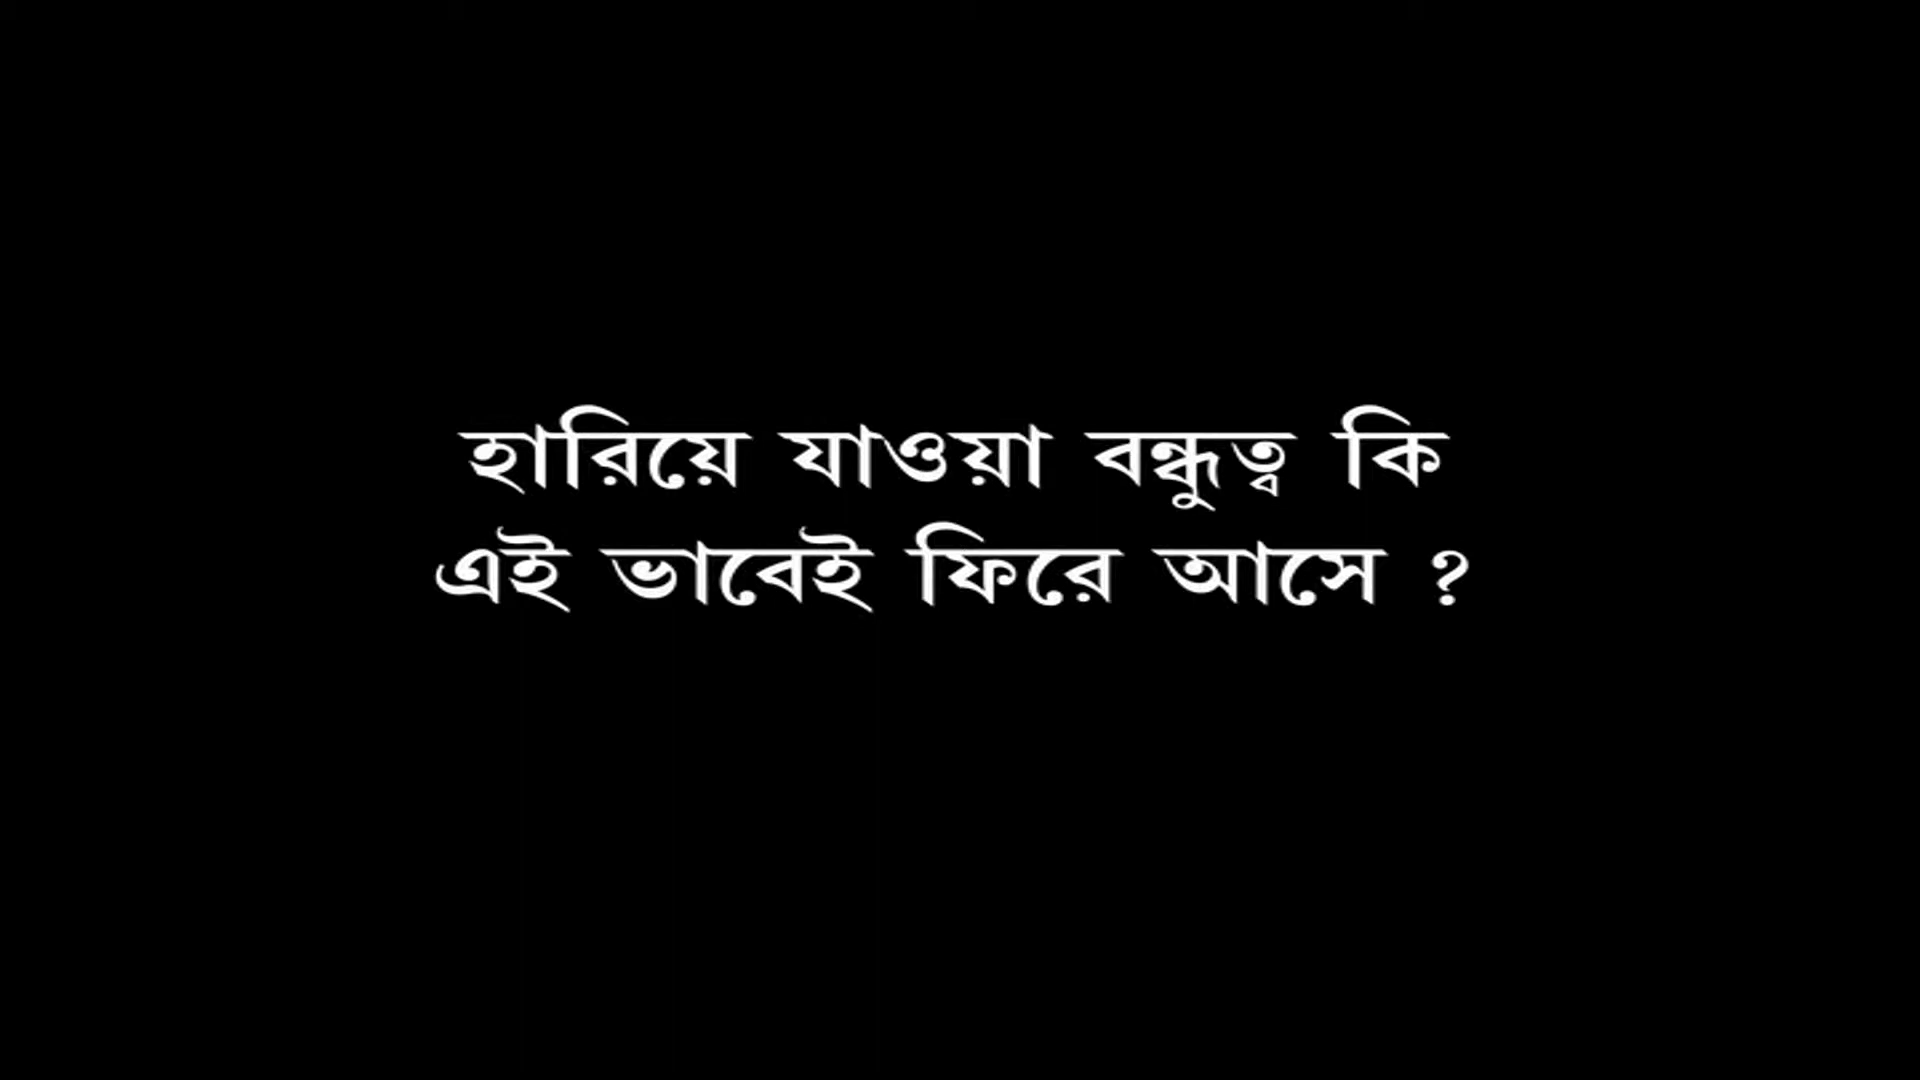 হারিয়ে যাওয়া বন্ধুত্ব কি
এই ভাবেই ফিরে আসে ?